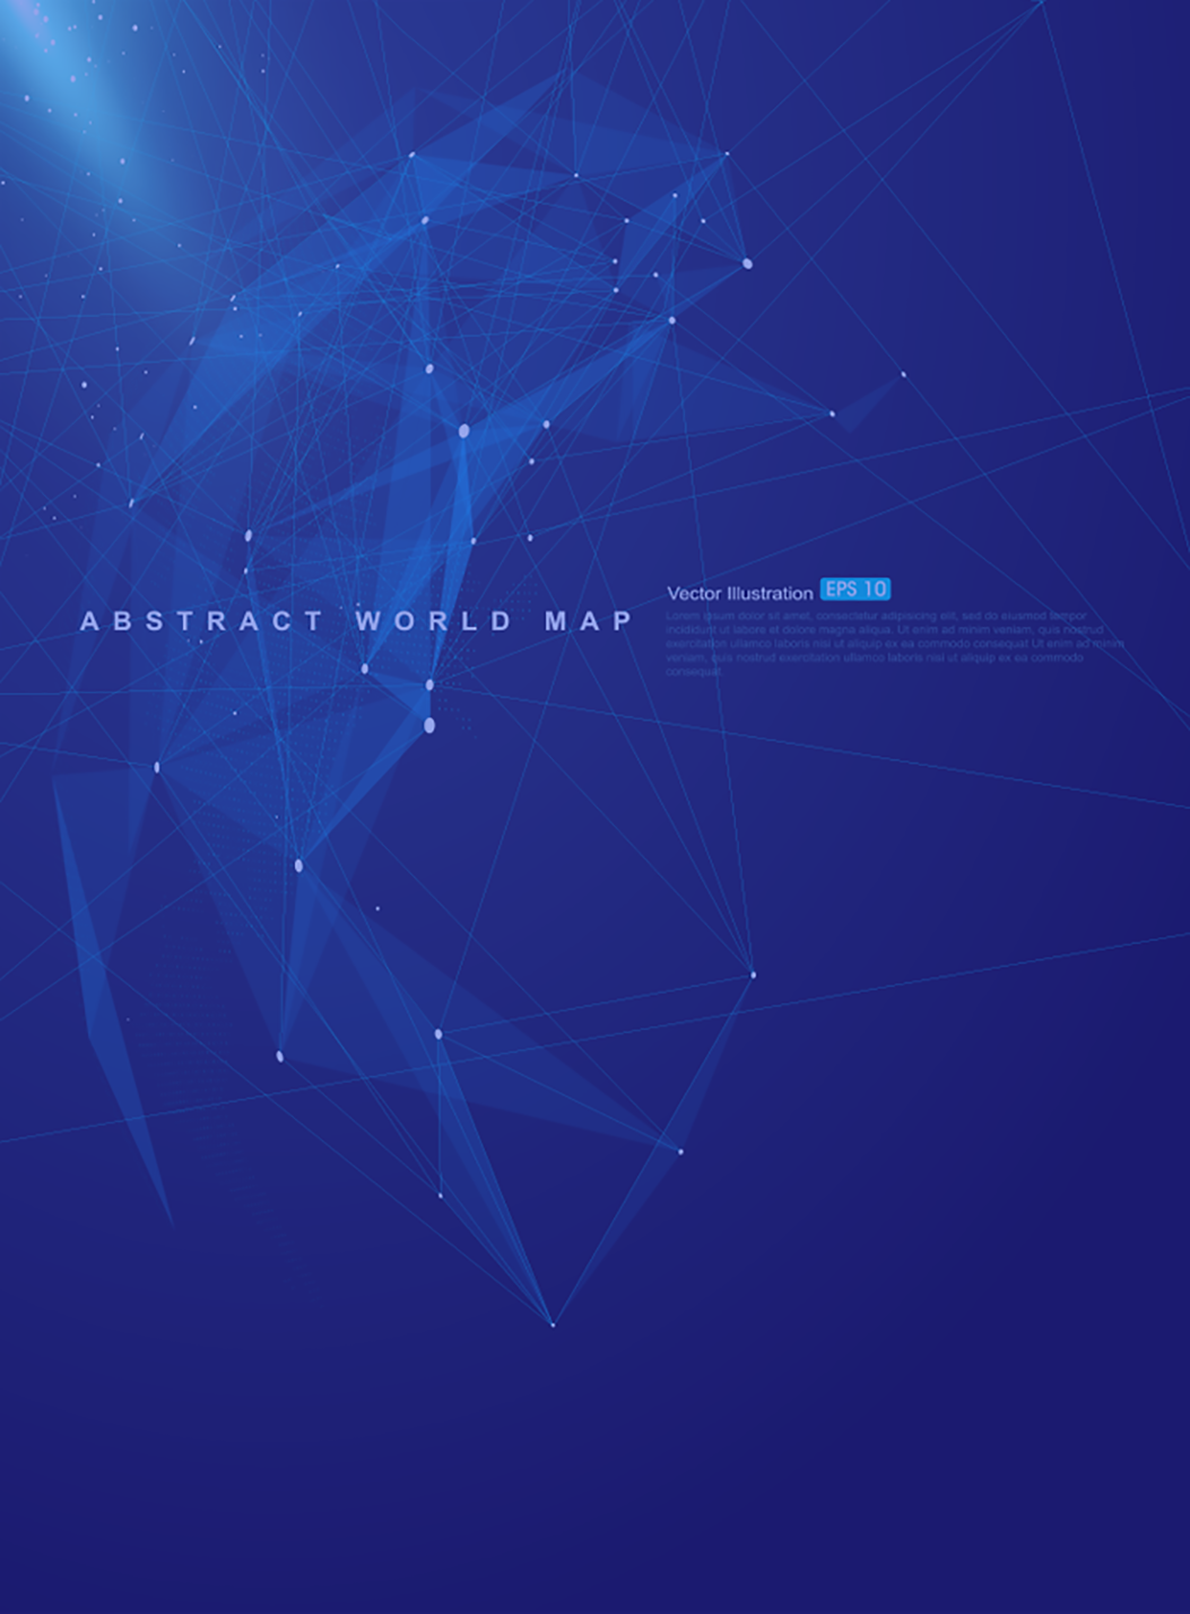 ABSTRACT WORLD MAP
Vector Illustration EPS 10
Lorem ipsum dolor sit amet, consectetur adipisicing elit, sed do eiusmod tempor
incididunt ut labore et dolore magna aliqua. Ut enim ad minim veniam, quis nostrud
exercitation ullamco laboris nisi ut aliquip ex ea commodo consequat Ut enim ad minim
veniam, quis nostrud exercitation ullamco laboris nisi ut aliquip ex ea commodo
consequat.